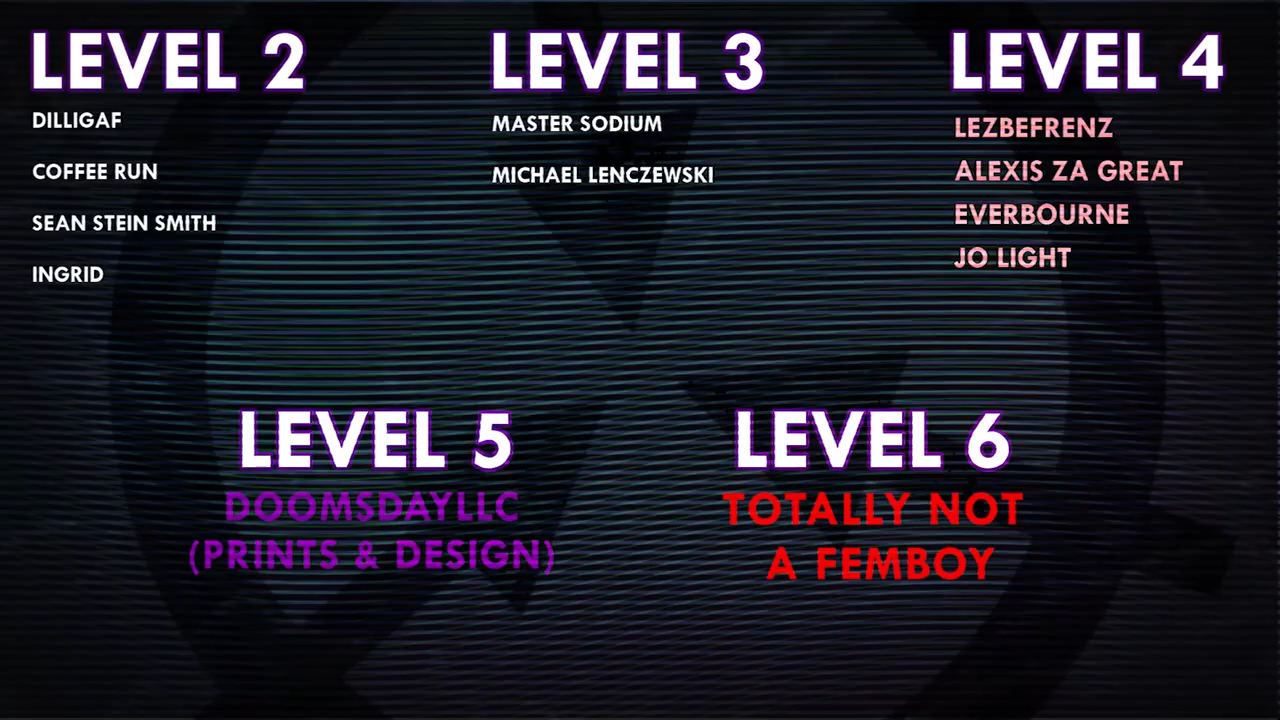 LEVEL 2
DILLIGAF
COFFEE RUN
SEAN STEIN SMITH
INGRID
LEVEL 3
MASTER SODIUM
MICHAEL LENCZEWSKI
LEVEL 4
LEZBEFRENZ
ALEXIS ZA GREAT
EVERBOURNE
JO LIGHT
LEVEL 5
DOOMSDAYLLC
(PRINTS & DESIGN)
LEVEL 6
TOTALLY NOT
A FEMBOY